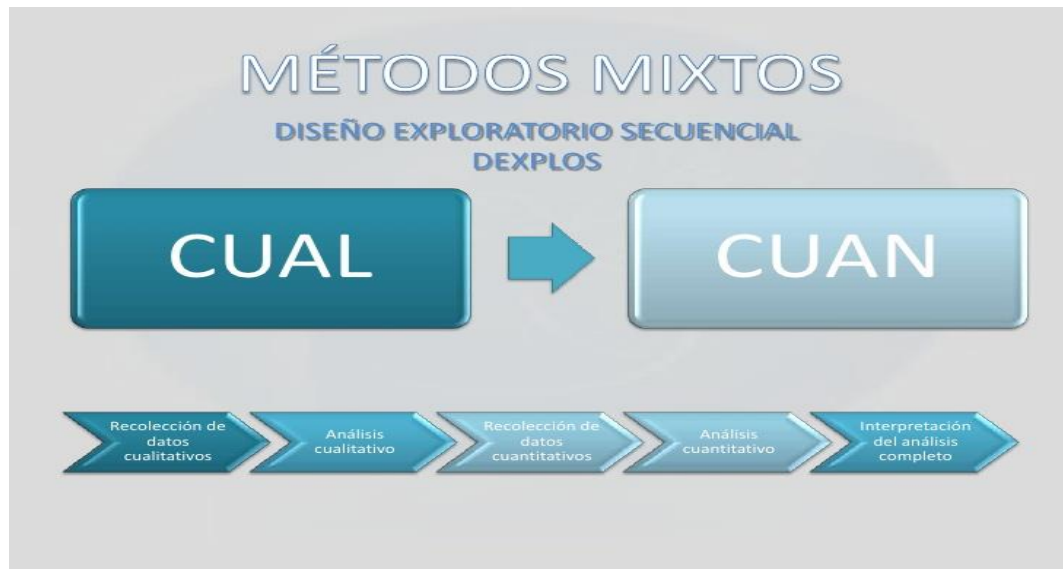 MÉTODOS MIXTOS
DISEÑO EXPLORATORIO SECUENCIAL
DEXPLOS
CUAL
CUAN
Recolección de
datos
cualitativos
Análisis
cualitativo
Recolección de
datos
cuantitativos
Análisis
cuantitativo
Interpretación
del análisis
completo